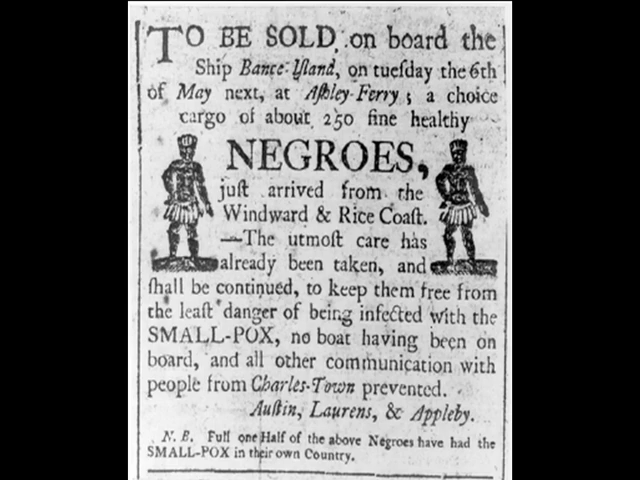 TO BE SOLD on board the
Ship Bance-Iſland, on tueſday the 6th
of May next, at Aſhley-Ferry; a choice
cargo of about 250 fine healthy
NEGROES,
juſt arrived from the
Windward & Rice Coaſt.
—The utmoſt care has
already been taken, and
ſhall be continued, to keep them free from
the leaſt danger of being infected with the
SMALL-POX, no boat having been on
board, and all other communication with
people from Charles-Town prevented.
Auſtin, Laurens, & Appleby.
N. B. Full one Half of the above Negroes have had the
SMALL-POX in their own Country.